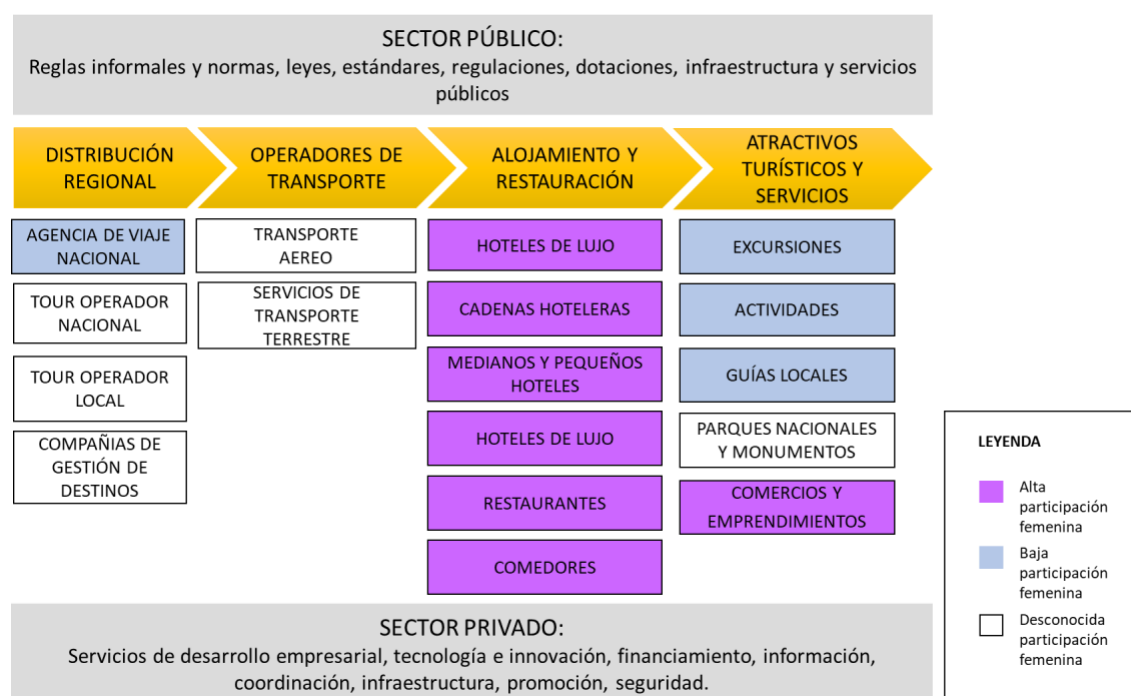 SECTOR PÚBLICO:
Reglas informales y normas, leyes, estándares, regulaciones, dotaciones, infraestructura y servicios
públicos
DISTRIBUCIÓN
REGIONAL
OPERADORES DE
TRANSPORTE
ALOJAMIENTO Y
RESTAURACIÓN
ATRACTIVOS
TURÍSTICOS Y
SERVICIOS
AGENCIA DE VIAJE
NACIONAL
TOUR OPERADOR
NACIONAL
TOUR OPERADOR
LOCAL
COMPAÑIAS DE
GESTIÓN DE
DESTINOS
TRANSPORTE
AEREO
SERVICIOS DE
TRANSPORTE
TERRESTRE
HOTELES DE LUJO
CADENAS HOTELERAS
MEDIANOS Y PEQUEÑOS
HOTELES
HOTELES DE LUJO
RESTAURANTES
COMEDORES
EXCURSIONES
ACTIVIDADES
GUÍAS LOCALES
PARQUES NACIONALES
Y MONUMENTOS
COMERCIOS Y
EMPRENDIMIENTOS
LEYENDA
Alta
participación
femenina
Baja
participación
femenina
Desconocida
participación
femenina
SECTOR PRIVADO:
Servicios de desarrollo empresarial, tecnología e innovación, financiamiento, información,
coordinación, infraestructura, promoción, seguridad.